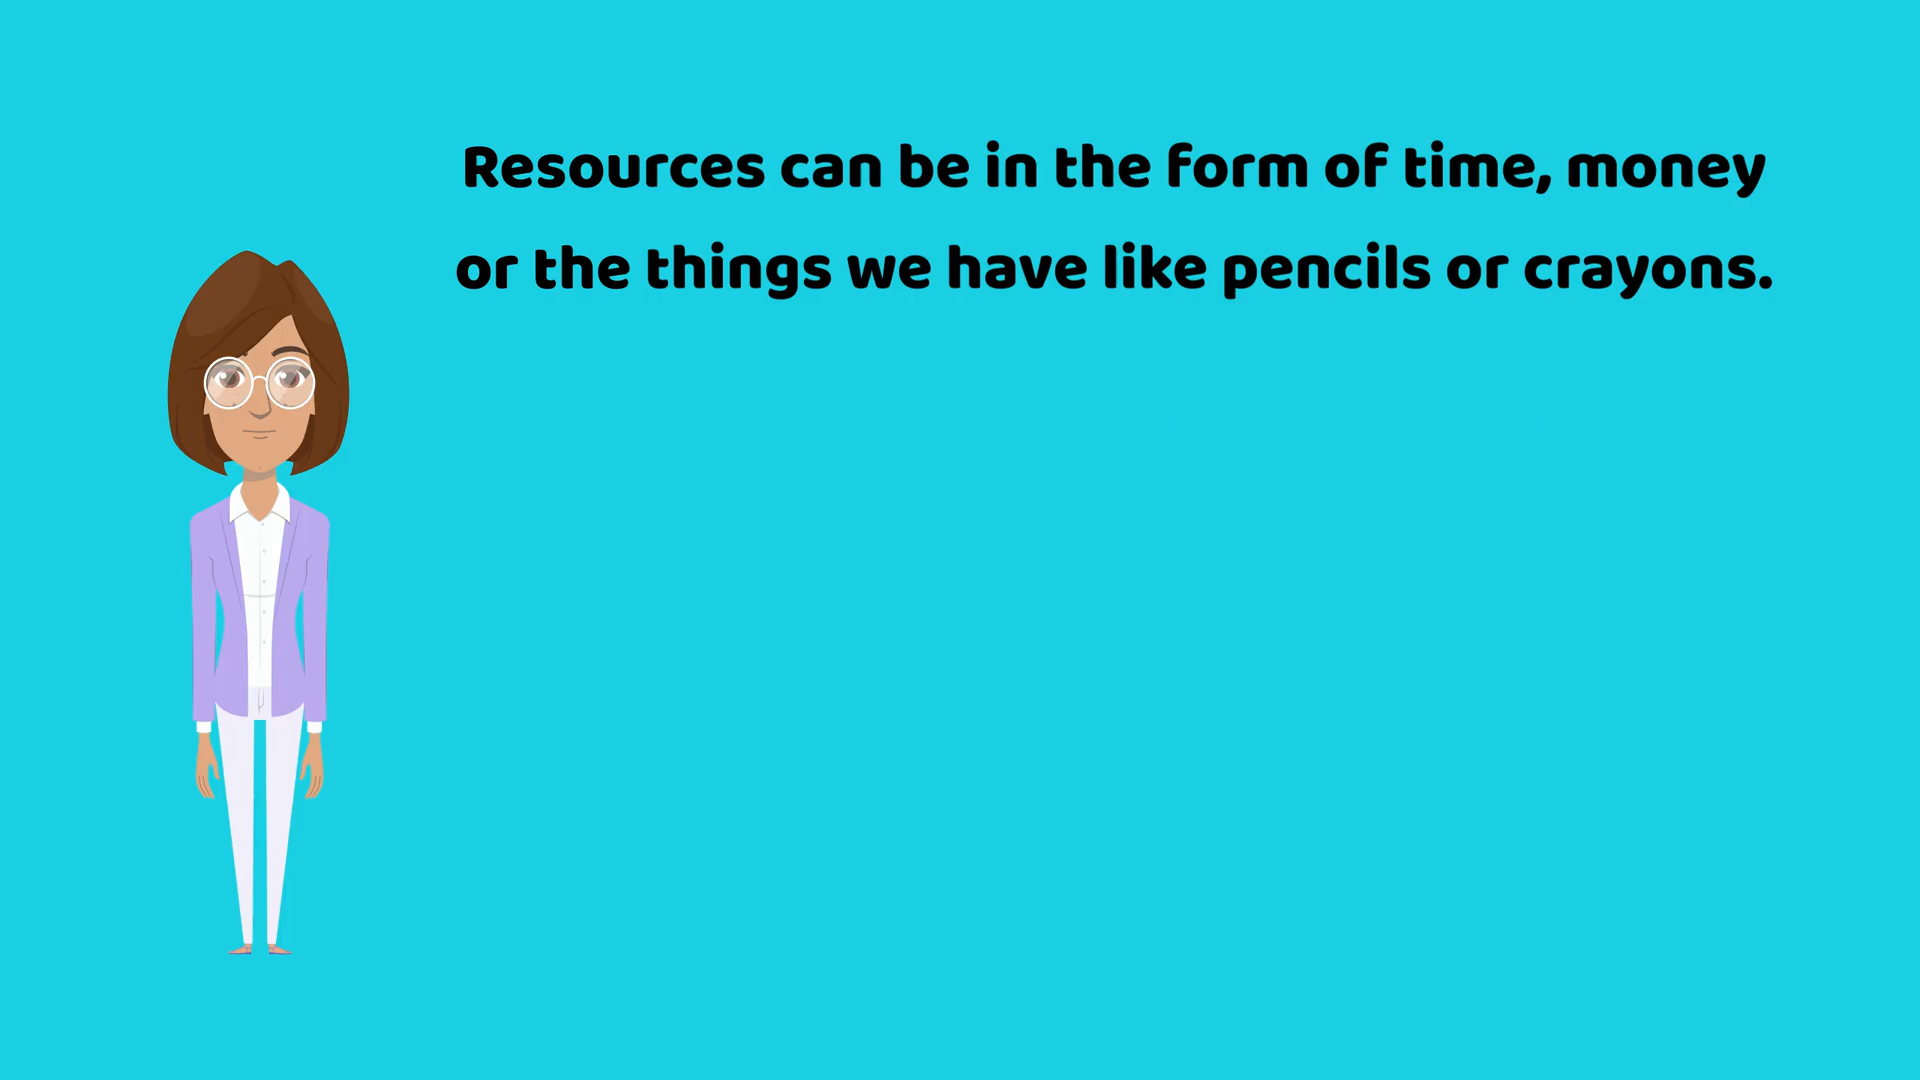 Resources can be in the form of time, money
or the things we have like pencils or crayons.